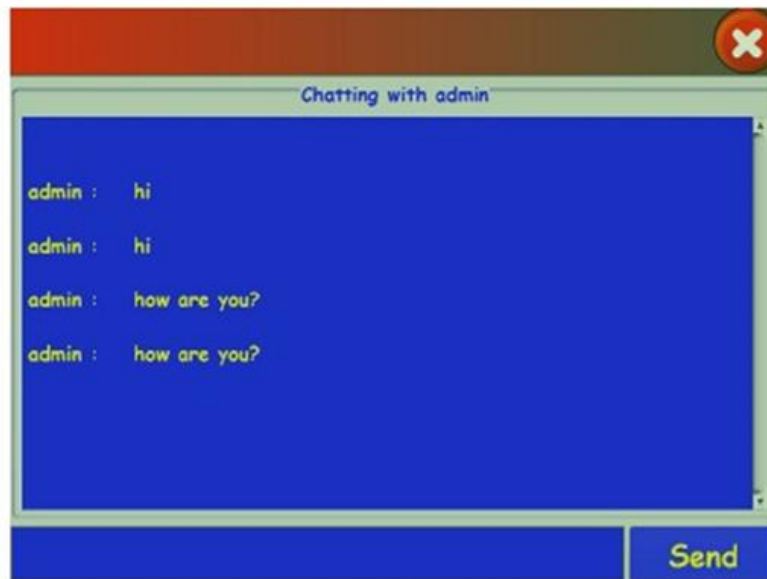 Chatting with admin
admin : hi
admin : hi
admin : how are you?
admin : how are you?
Send